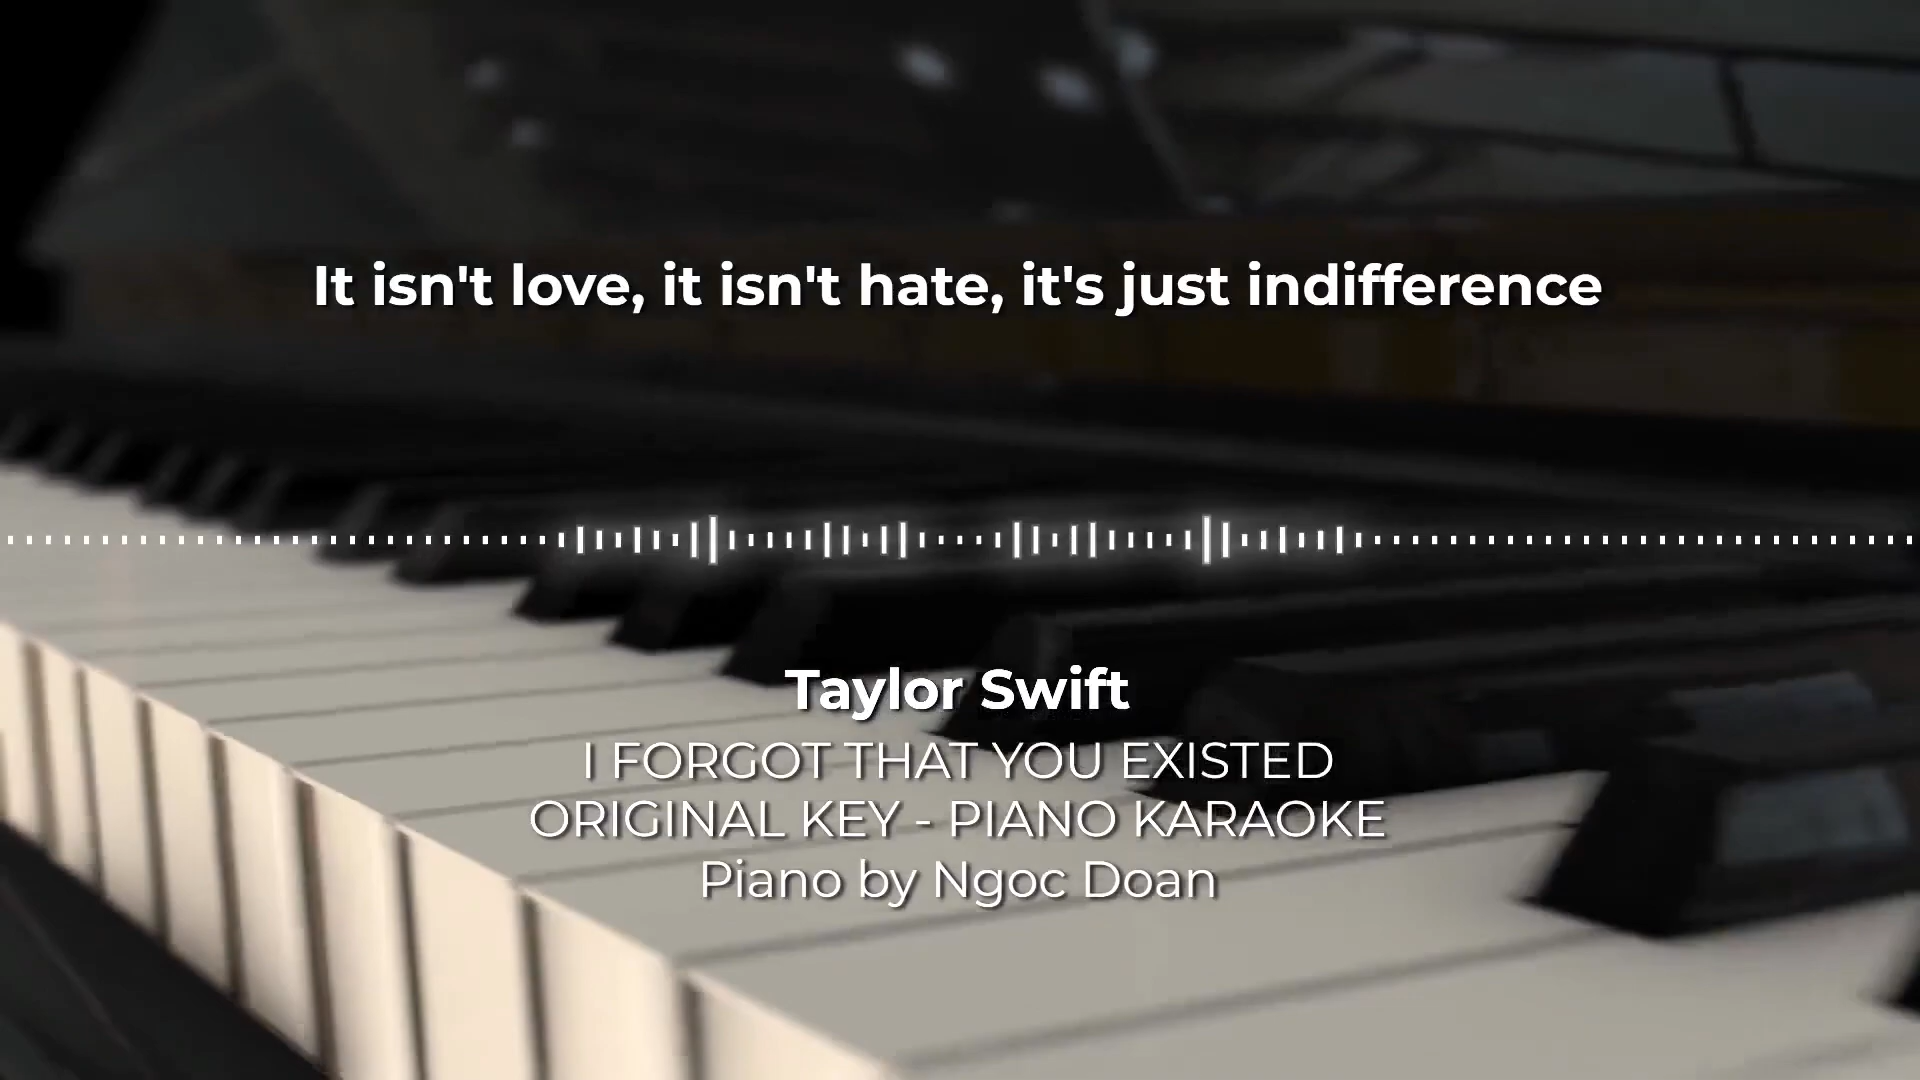 It isn't love, it isn't hate, it's just indifference
Taylor Swift
I FORGOT THAT YOU EXISTED
ORIGINAL KEY - PIANO KARAOKE
Piano by Ngoc Doan